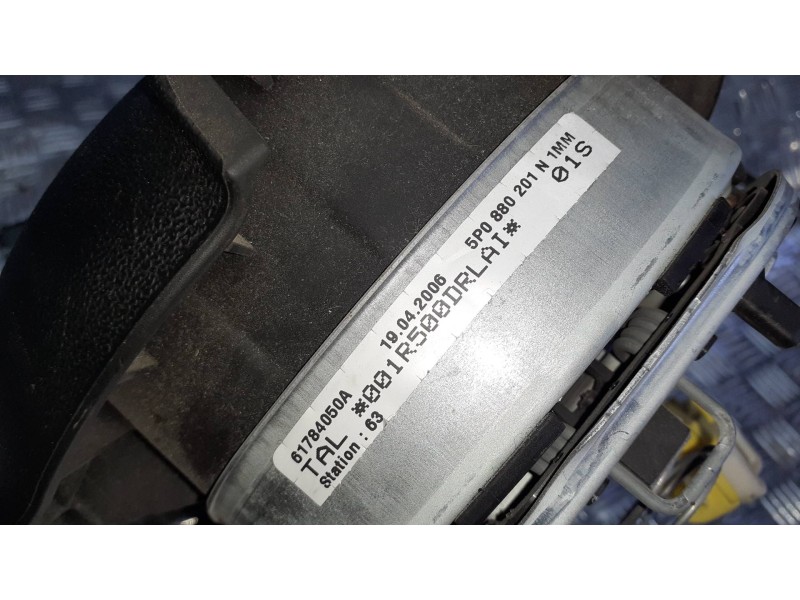 61784050A 19.04.2006 5P0 880 201 N 1MM
TAL *001R500DRLAI* 01S
Station : 63